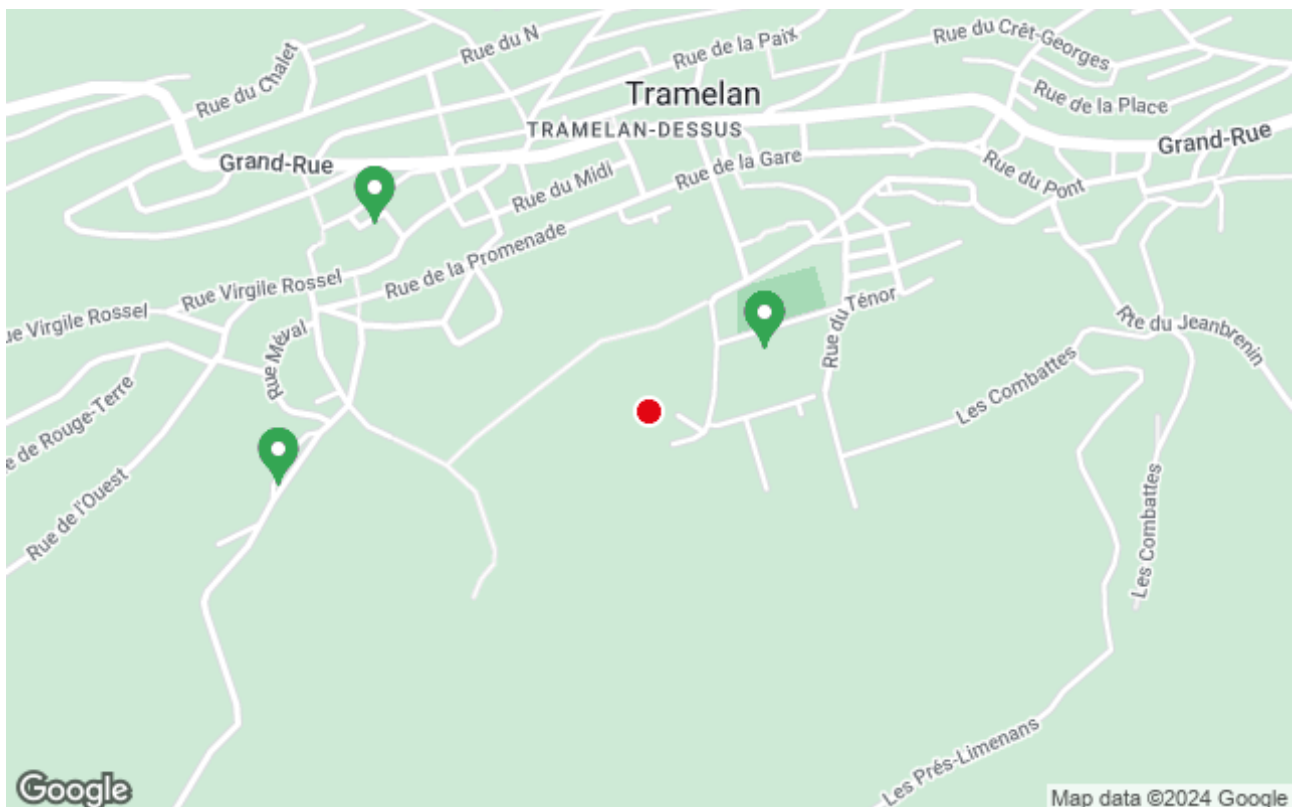 Rue du N
Rue de la Paix
Rue du Crêt-Georges
Rue du Chalet
Tramelan
Rue de la Place
TRAMELAN-DESSUS
Grand-Rue
Grand-Rue
Rue de la Gare
Rue du Midi
Rue du Pont
Rue de la Promenade
Rue Virgile Rossel
ue Virgile Rossel
Rue du Ténor
Rte du Jeanbrenin
Rue Méval
Les Combattes
e de Rouge-Terre
Rue de l'Ouest
Les Combattes
Les Prés-Limenans
Google
Map data ©2024 Google